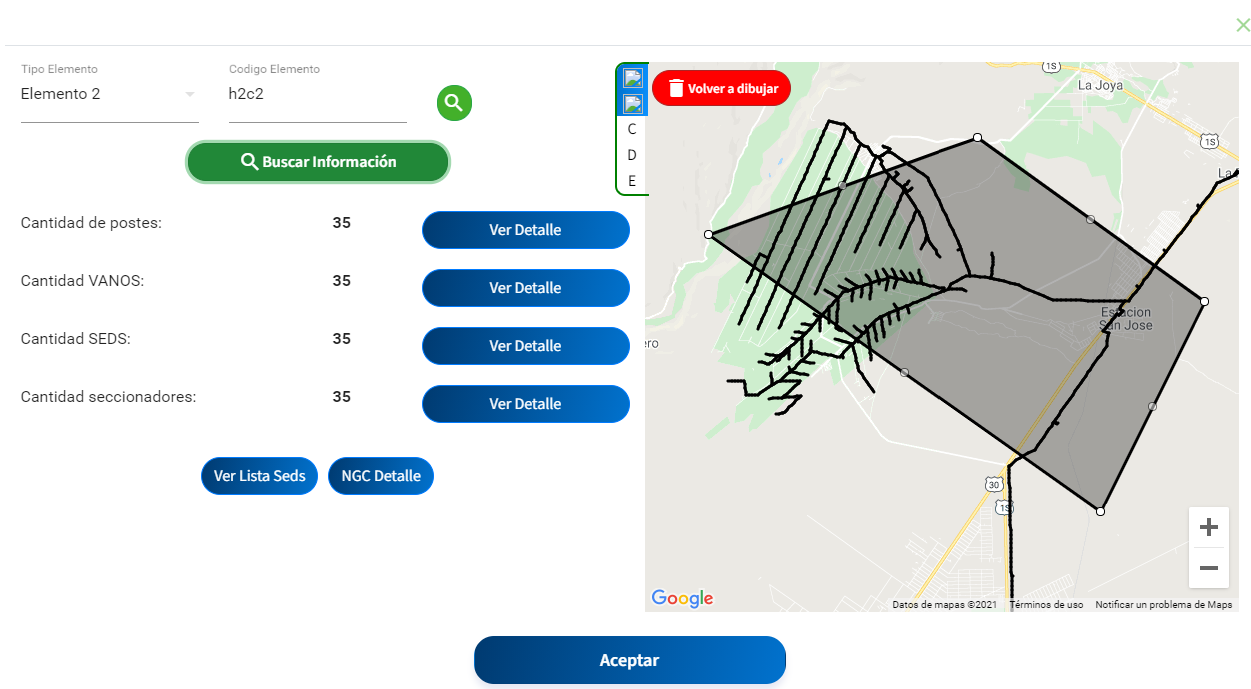 Tipo Elemento
Elemento 2
Codigo Elemento
h2c2
Buscar Información
Cantidad de postes: 35 Ver Detalle
Cantidad VANOS: 35 Ver Detalle
Cantidad SEDS: 35 Ver Detalle
Cantidad seccionadores: 35 Ver Detalle
Ver Lista Seds NGC Detalle
C
D
E
Volver a dibujar
1S
La Joya
1S
La
Estacion
San Jose
ero
30
1S
Google
Datos de mapas ©2021 Términos de uso Notificar un problema de Maps
Aceptar